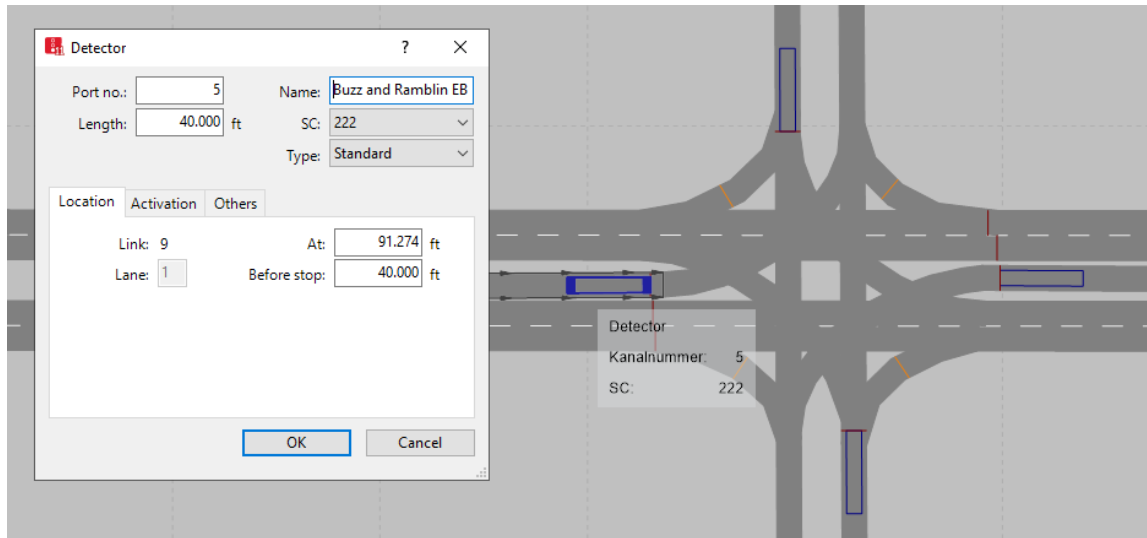 Detector ? ×
Port no.: 5 Name: Buzz and Ramblin EB
Length: 40.000 ft SC: 222
Type: Standard
Location Activation Others
Link: 9 At: 91.274 ft
Lane: 1 Before stop: 40.000 ft
OK Cancel
Detector
Kanalnummer: 5
SC: 222